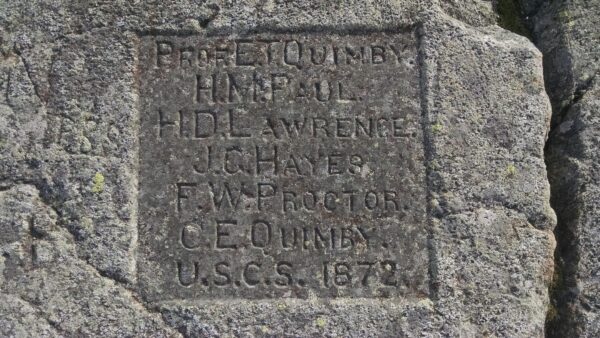 PROF. E. T. QUIMBY.
H. M. PAUL.
H. D. LAWRENCE.
J. G. HAYES
F. W. PROCTOR.
C. E. QUIMBY.
U.S.C.S. 1872.